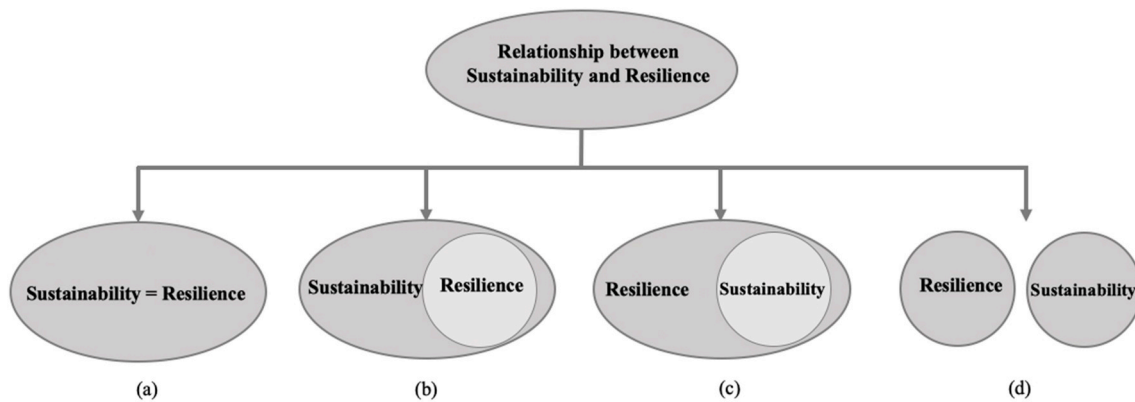 Relationship between
Sustainability and Resilience
Sustainability = Resilience
Sustainability
Resilience
Resilience
Sustainability
Resilience
Sustainability
(a)
(b)
(c)
(d)